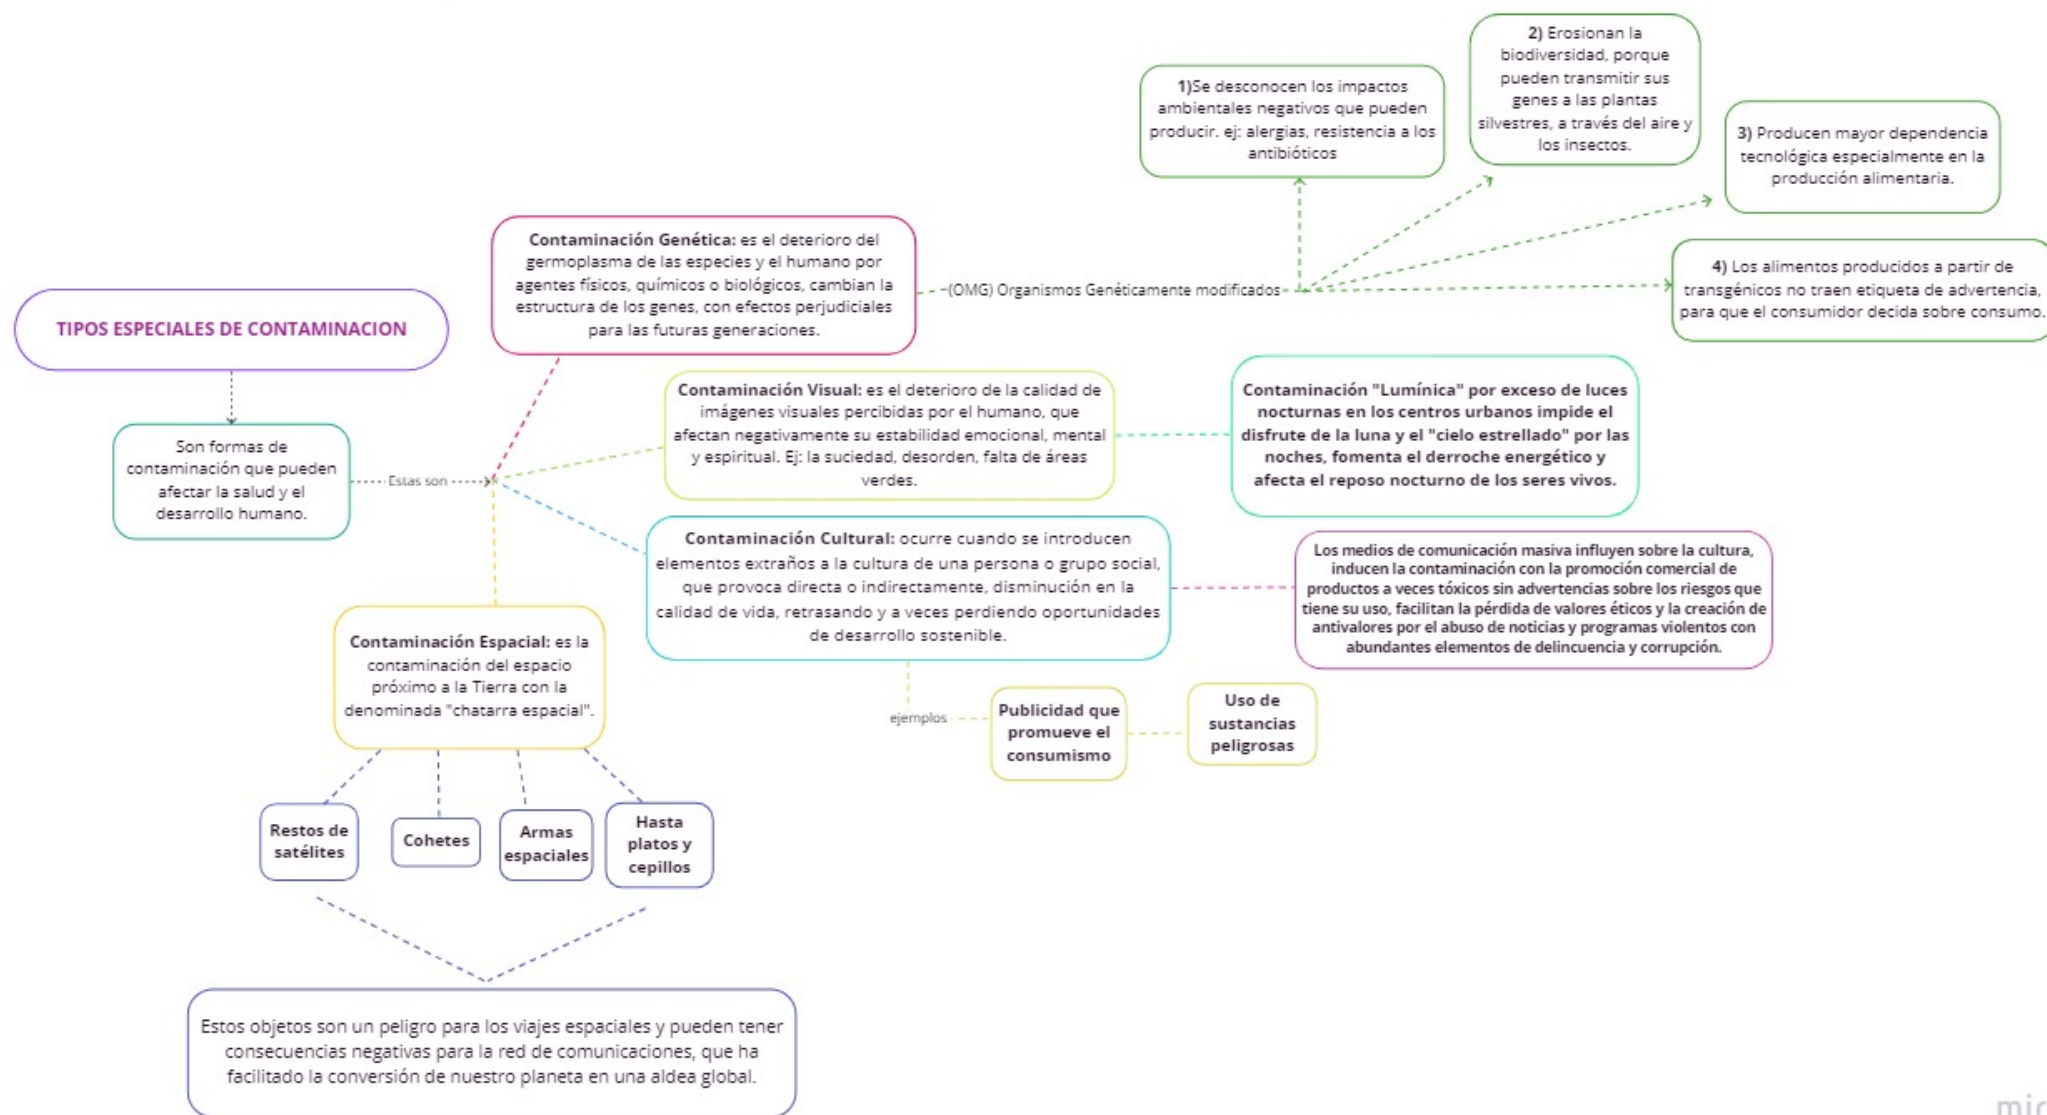 TIPOS ESPECIALES DE CONTAMINACION
Son formas de
contaminación que pueden
afectar la salud y el
desarrollo humano.
Estas son
Contaminación Genética: es el deterioro del
germoplasma de las especies y el humano por
agentes físicos, químicos o biológicos, cambian la
estructura de los genes, con efectos perjudiciales
para las futuras generaciones.
(OMG) Organismos Genéticamente modificados
1)Se desconocen los impactos
ambientales negativos que pueden
producir. ej: alergias, resistencia a los
antibióticos
2) Erosionan la
biodiversidad, porque
pueden transmitir sus
genes a las plantas
silvestres, a través del aire y
los insectos.
3) Producen mayor dependencia
tecnológica especialmente en la
producción alimentaria.
4) Los alimentos producidos a partir de
transgénicos no traen etiqueta de advertencia,
para que el consumidor decida sobre consumo.
Contaminación Visual: es el deterioro de la calidad de
imágenes visuales percibidas por el humano, que
afectan negativamente su estabilidad emocional, mental
y espiritual. Ej: la suciedad, desorden, falta de áreas
verdes.
Contaminación "Lumínica" por exceso de luces
nocturnas en los centros urbanos impide el
disfrute de la luna y el "cielo estrellado" por las
noches, fomenta el derroche energético y
afecta el reposo nocturno de los seres vivos.
Contaminación Cultural: ocurre cuando se introducen
elementos extraños a la cultura de una persona o grupo social,
que provoca directa o indirectamente, disminución en la
calidad de vida, retrasando y a veces perdiendo oportunidades
de desarrollo sostenible.
Los medios de comunicación masiva influyen sobre la cultura,
inducen la contaminación con la promoción comercial de
productos a veces tóxicos sin advertencias sobre los riesgos que
tiene su uso, facilitan la pérdida de valores éticos y la creación de
antivalores por el abuso de noticias y programas violentos con
abundantes elementos de delincuencia y corrupción.
ejemplos
Publicidad que
promueve el
consumismo
Uso de
sustancias
peligrosas
Contaminación Espacial: es la
contaminación del espacio
próximo a la Tierra con la
denominada "chatarra espacial".
Restos de
satélites
Cohetes
Armas
espaciales
Hasta
platos y
cepillos
Estos objetos son un peligro para los viajes espaciales y pueden tener
consecuencias negativas para la red de comunicaciones, que ha
facilitado la conversión de nuestro planeta en una aldea global.